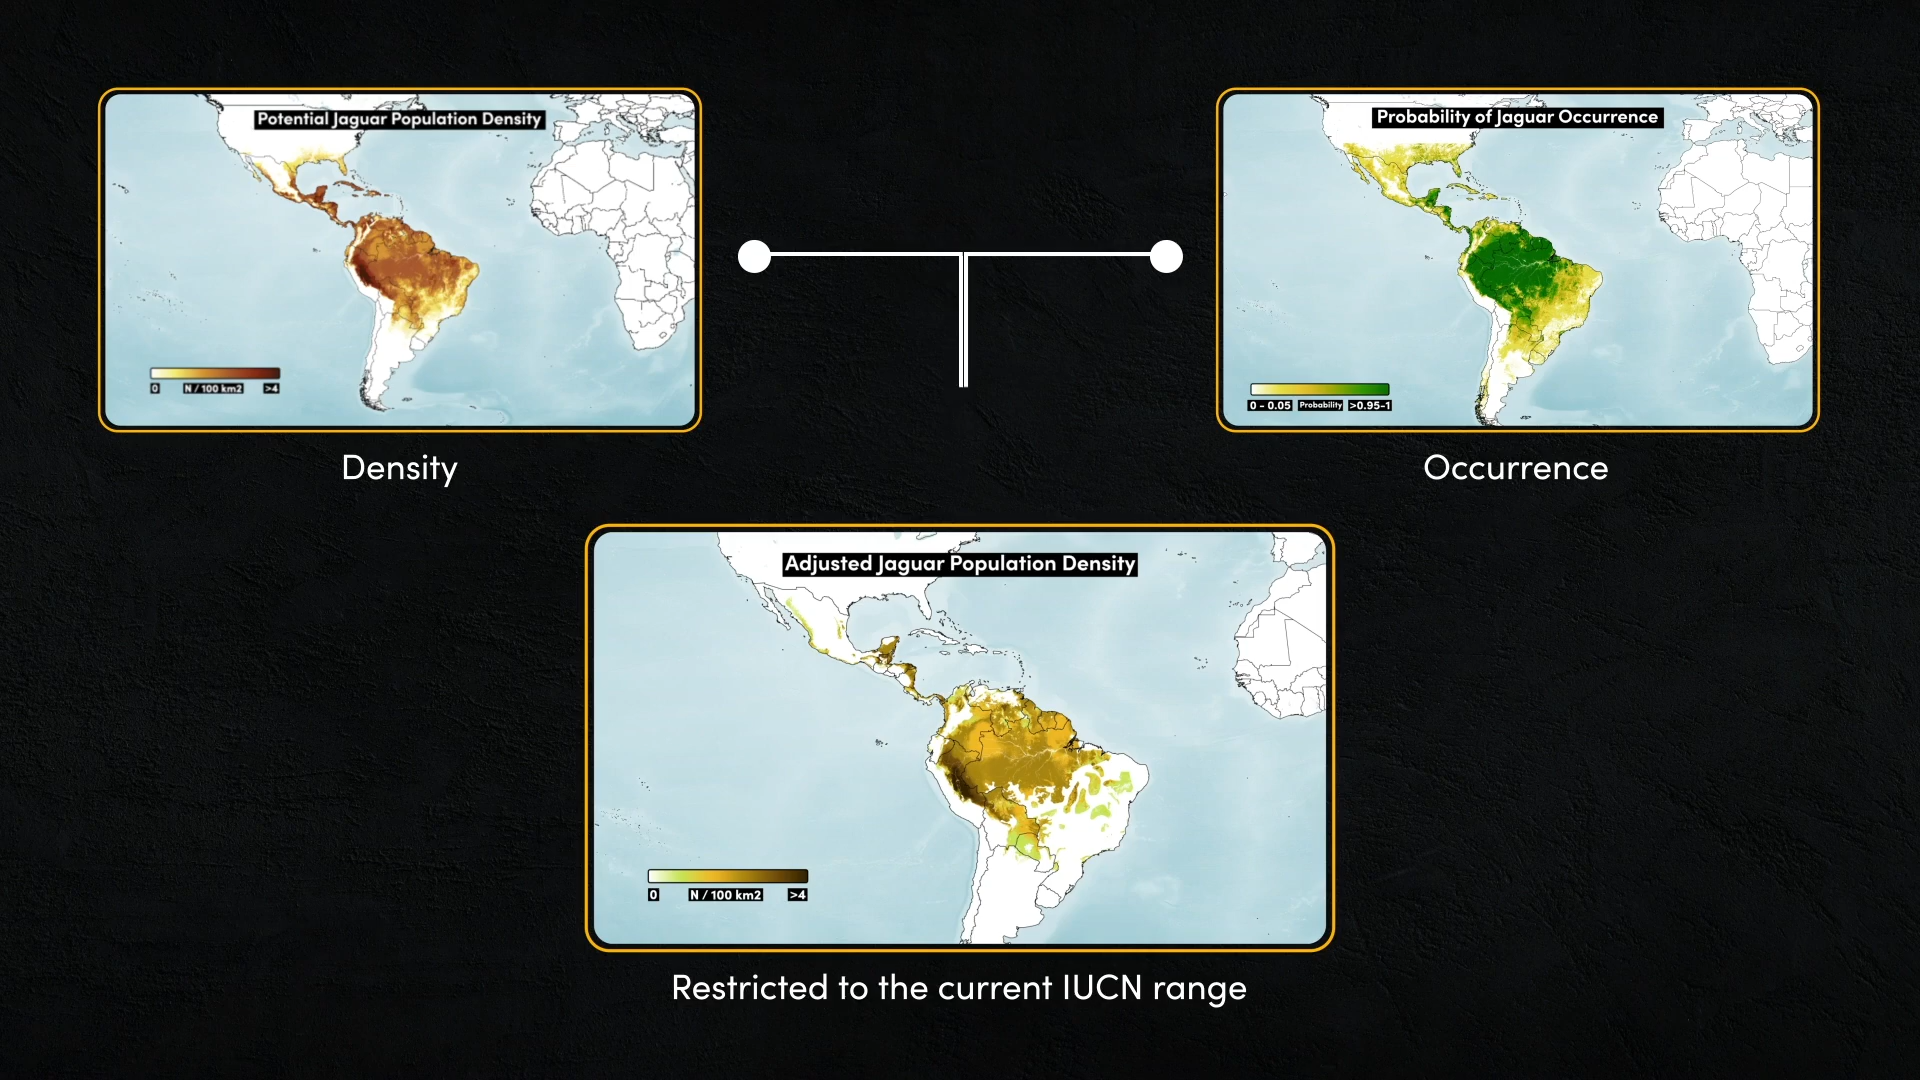 Potential Jaguar Population Density
0 N / 100 km2 >4
Density
Probability of Jaguar Occurrence
0 - 0.05 Probability >0.95-1
Occurrence
Adjusted Jaguar Population Density
0 N / 100 km2 >4
Restricted to the current IUCN range